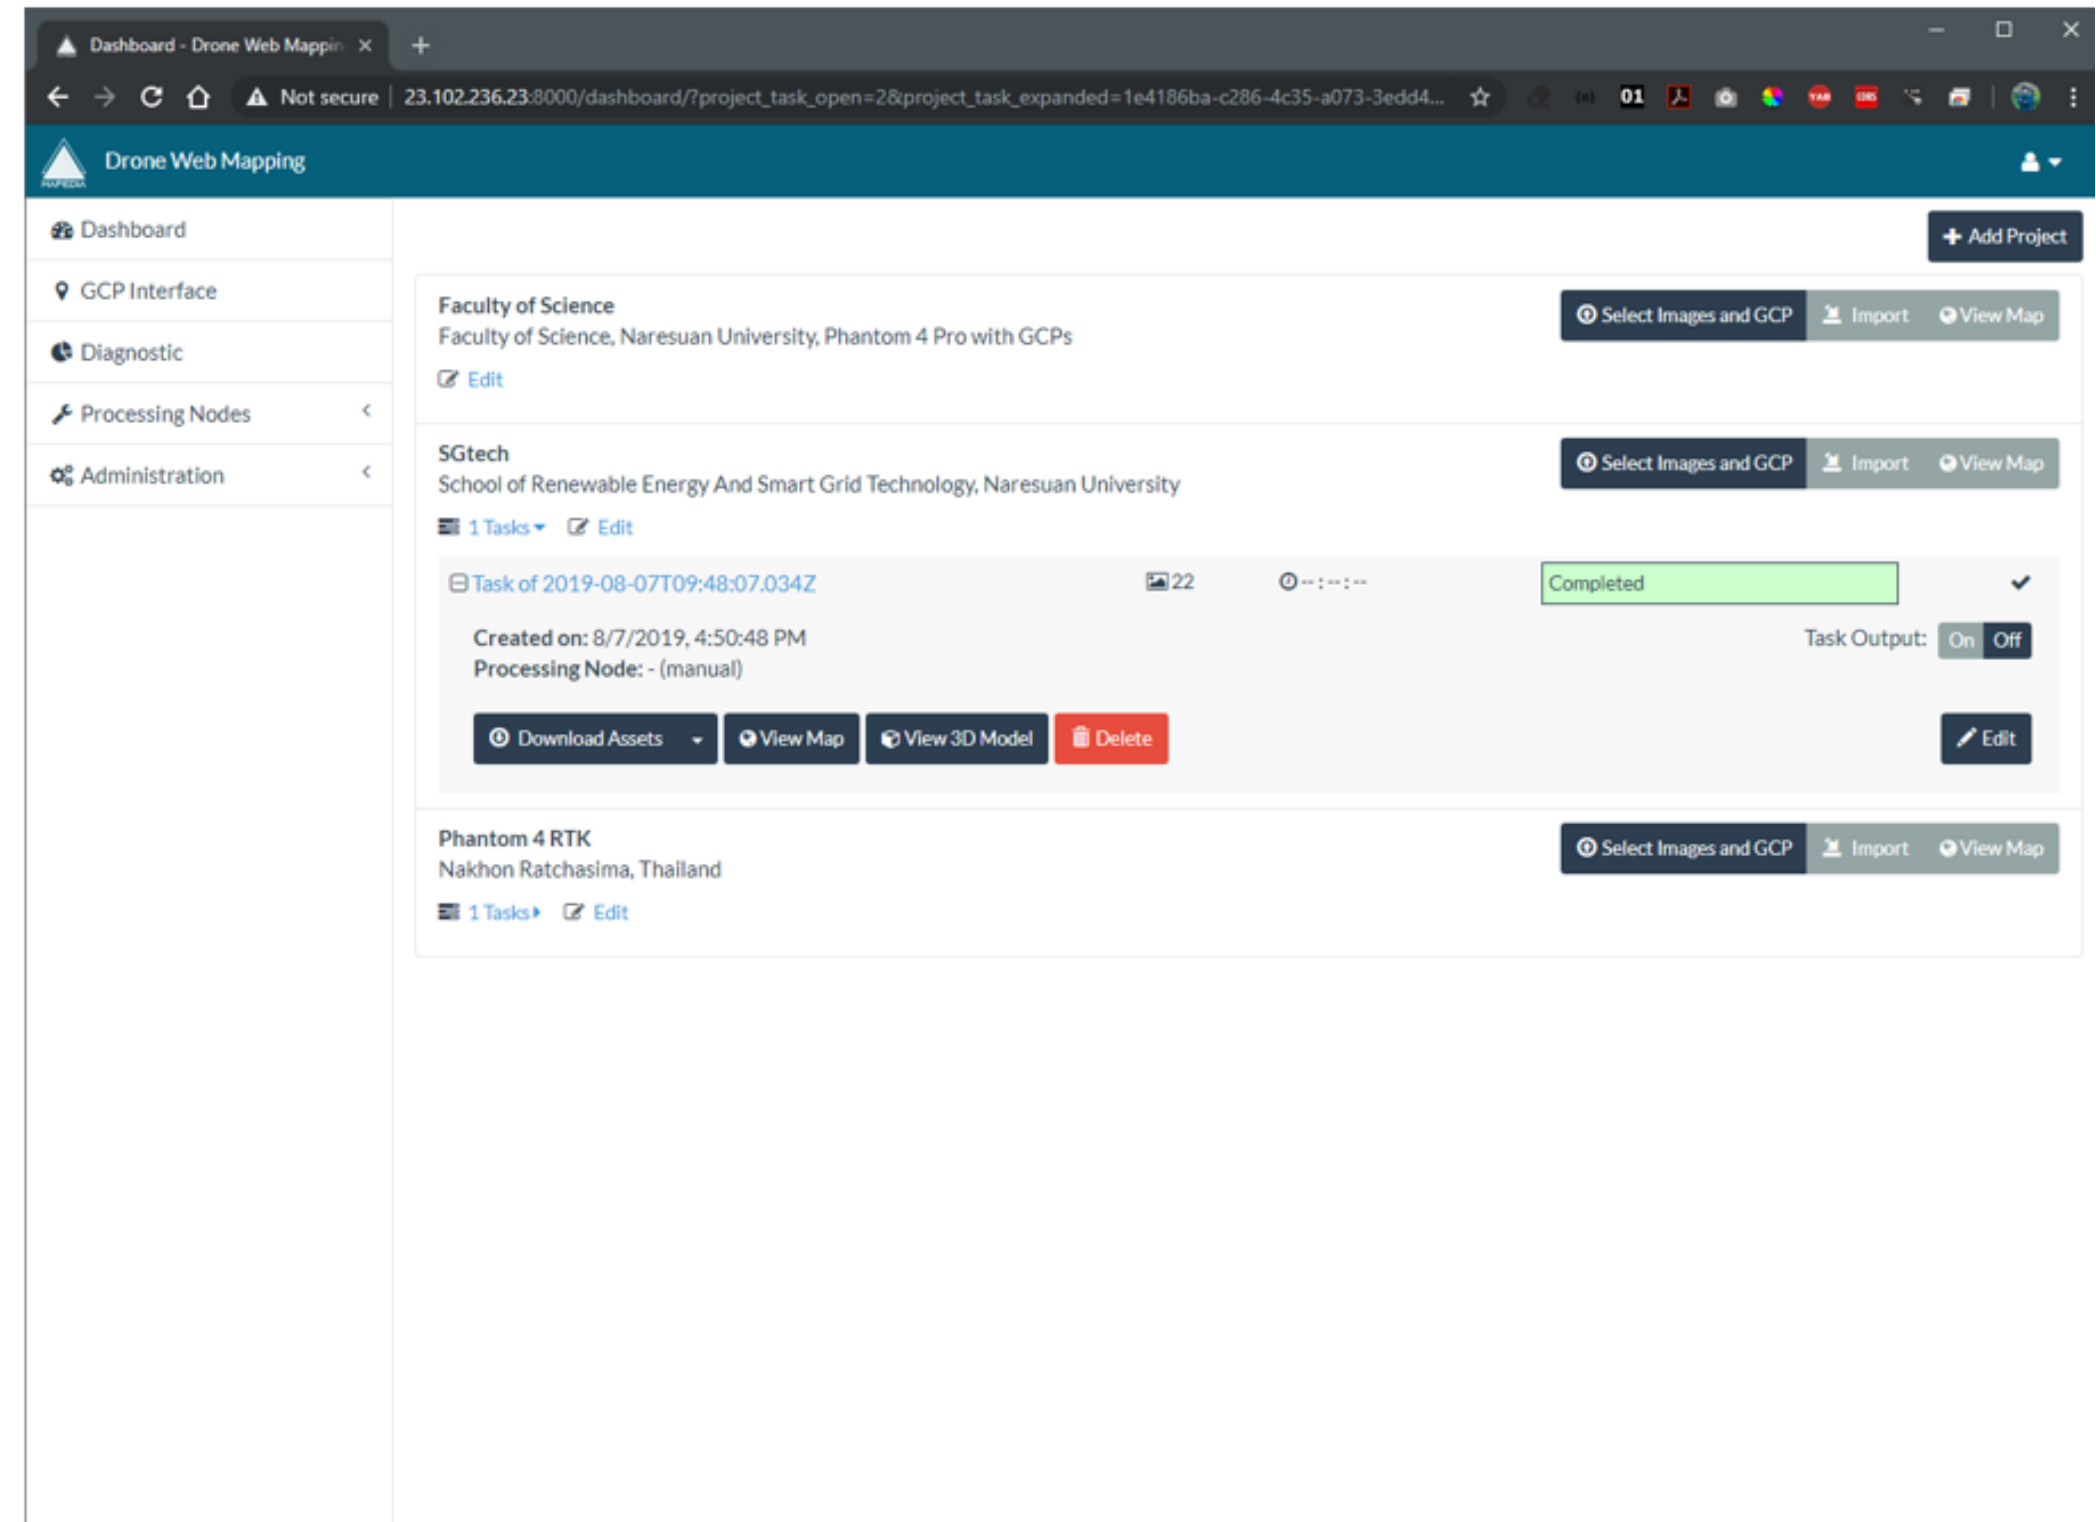 Dashboard - Drone Web Mappin
Not secure | 23.102.236.23:8000/dashboard/?project_task_open=2&project_task_expanded=1e4186ba-c286-4c35-a073-3edd4...
01
MAPEDIA
Drone Web Mapping
Dashboard
GCP Interface
Diagnostic
Processing Nodes
Administration
Add Project
Faculty of Science
Faculty of Science, Naresuan University, Phantom 4 Pro with GCPs
Edit
Select Images and GCP Import View Map
SGtech
School of Renewable Energy And Smart Grid Technology, Naresuan University
1 Tasks Edit
Select Images and GCP Import View Map
Task of 2019-08-07T09:48:07.034Z 22 --:--:-- Completed
Created on: 8/7/2019, 4:50:48 PM
Processing Node: - (manual)
Task Output: On Off
Download Assets View Map View 3D Model Delete Edit
Phantom 4 RTK
Nakhon Ratchasima, Thailand
1 Tasks Edit
Select Images and GCP Import View Map